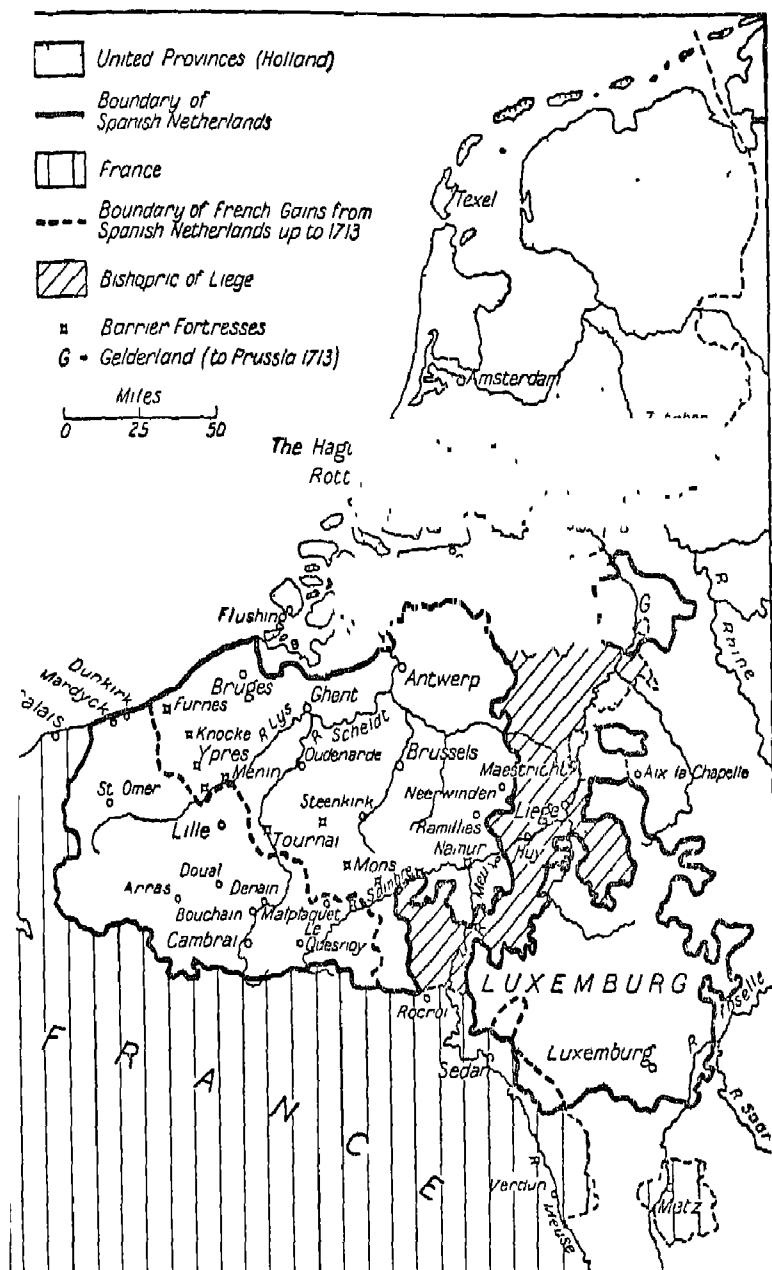 United Provinces (Holland)
Boundary of
Spanish Netherlands
France
Boundary of French Gains from
Spanish Netherlands up to 1713
Bishopric of Liege
Barrier Fortresses
G - Gelderland (to Prussia 1713)
Miles
0 25 50
Texel
Amsterdam
The
Flushing
G
R
Rhine
Dunkirk
Mardyck
Furnes
Bruges
Ghent
Antwerp
Knocke
R Lys
R
Scheldt
Ypres
Menin
Oudenarde
Brussels
Maestricht
Aix la Chapelle
St. Omer
Steenkirk
Neerwinden
Liege
Lille
Tournai
Ramillies
Huy
Mons
Namur
Douai
Sambre
Arras
Denain
Bouchain
Malplaquet
Cambrai
Le
Quesnoy
LUXEMBURG
Rocroi
Luxemburg
Sedan
R
R Saar
FRANCE
Verdun
R
Meuse
Metz